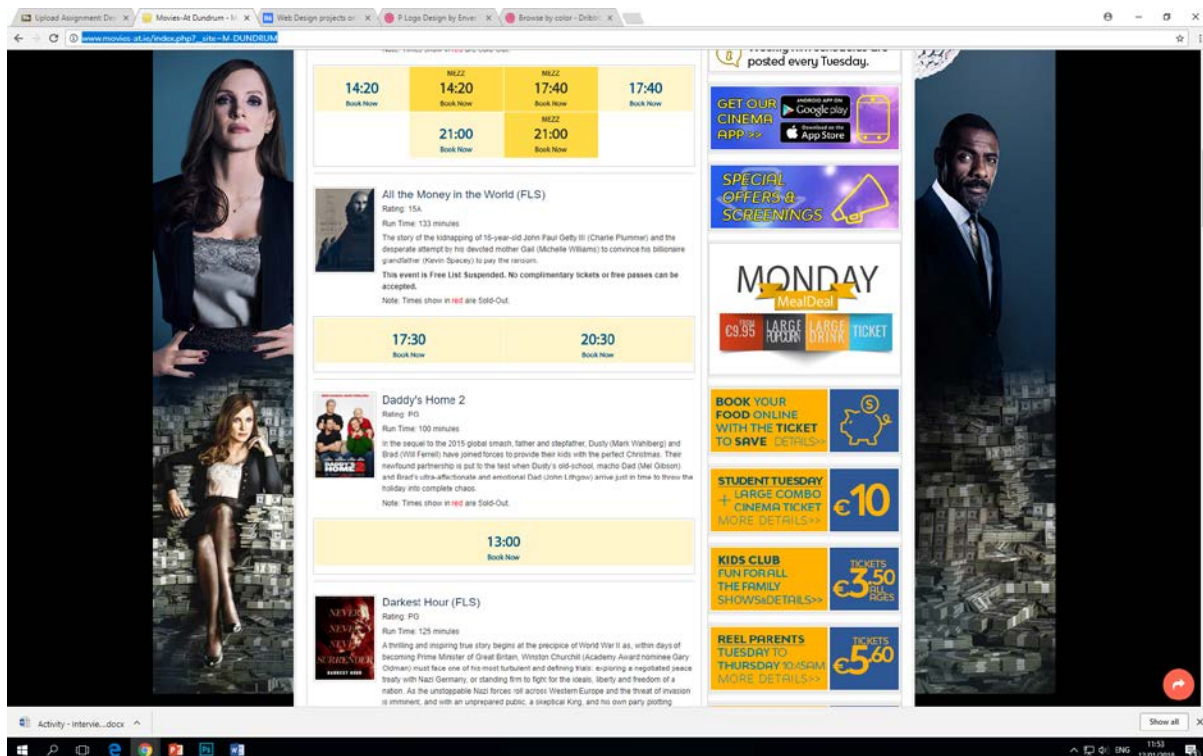 Upload Assignment: De
Movies-At Dundrum - M
Web Design projects on
P Logo Design by Enver
Browse by color - Dribb
www.movies-at.ie/index.php?_site=M-DUNDRUM
14:20
Book Now
MEZZ
14:20
Book Now
MEZZ
17:40
Book Now
17:40
Book Now
21:00
Book Now
MEZZ
21:00
Book Now
All the Money in the World (FLS)
Rating: 15A
Run Time: 133 minutes
The story of the kidnapping of 16-year-old John Paul Getty III (Charlie Plummer) and the
desperate attempt by his devoted mother Gail (Michelle Williams) to convince his billionaire
grandfather (Kevin Spacey) to pay the ransom.
This event is Free List Suspended. No complimentary tickets or free passes can be
accepted.
Note: Times show in red are Sold-Out.
17:30
Book Now
20:30
Book Now
DADDY'S
HOME 2
Daddy's Home 2
Rating: PG
Run Time: 100 minutes
In the sequel to the 2015 global smash, father and stepfather, Dusty (Mark Wahlberg) and
Brad (Will Ferrell) have joined forces to provide their kids with the perfect Christmas. Their
newfound partnership is put to the test when Dusty's old-school, macho Dad (Mel Gibson)
and Brad's ultra-affectionate and emotional Dad (John Lithgow) arrive just in time to throw the
holiday into complete chaos.
Note: Times show in red are Sold-Out.
13:00
Book Now
NEVER
NEVER
NEVER
SURRENDER
DARKEST HOUR
Darkest Hour (FLS)
Rating: PG
Run Time: 125 minutes
A thrilling and inspiring true story begins at the precipice of World War II as, within days of
becoming Prime Minister of Great Britain, Winston Churchill (Academy Award nominee Gary
Oldman) must face one of his most turbulent and defining trials: exploring a negotiated peace
treaty with Nazi Germany, or standing firm to fight for the ideals, liberty and freedom of a
nation. As the unstoppable Nazi forces roll across Western Europe and the threat of invasion
is imminent, and with an unprepared public, a skeptical King, and his own party plotting
posted every Tuesday.
GET OUR
CINEMA
APP >>
ANDROID APP ON
Google play
Download on the
App Store
SPECIAL
OFFERS &
SCREENINGS
MONDAY
MealDeal
FROM
€9.95
LARGE
POPCORN
LARGE
DRINK
TICKET
BOOK YOUR
FOOD ONLINE
WITH THE TICKET
TO SAVE DETAILS>>
STUDENT TUESDAY
+ LARGE COMBO
CINEMA TICKET
MORE DETAILS>>
€10
KIDS CLUB
FUN FOR ALL
THE FAMILY
SHOWS&DETAILS>>
TICKETS
€3.50
ALL
AGES
REEL PARENTS
TUESDAY TO
THURSDAY 10:45AM
MORE DETAILS>>
TICKETS
€5.60
Activity - Intervie....docx
Show all
ENG
11:53
12/01/2018